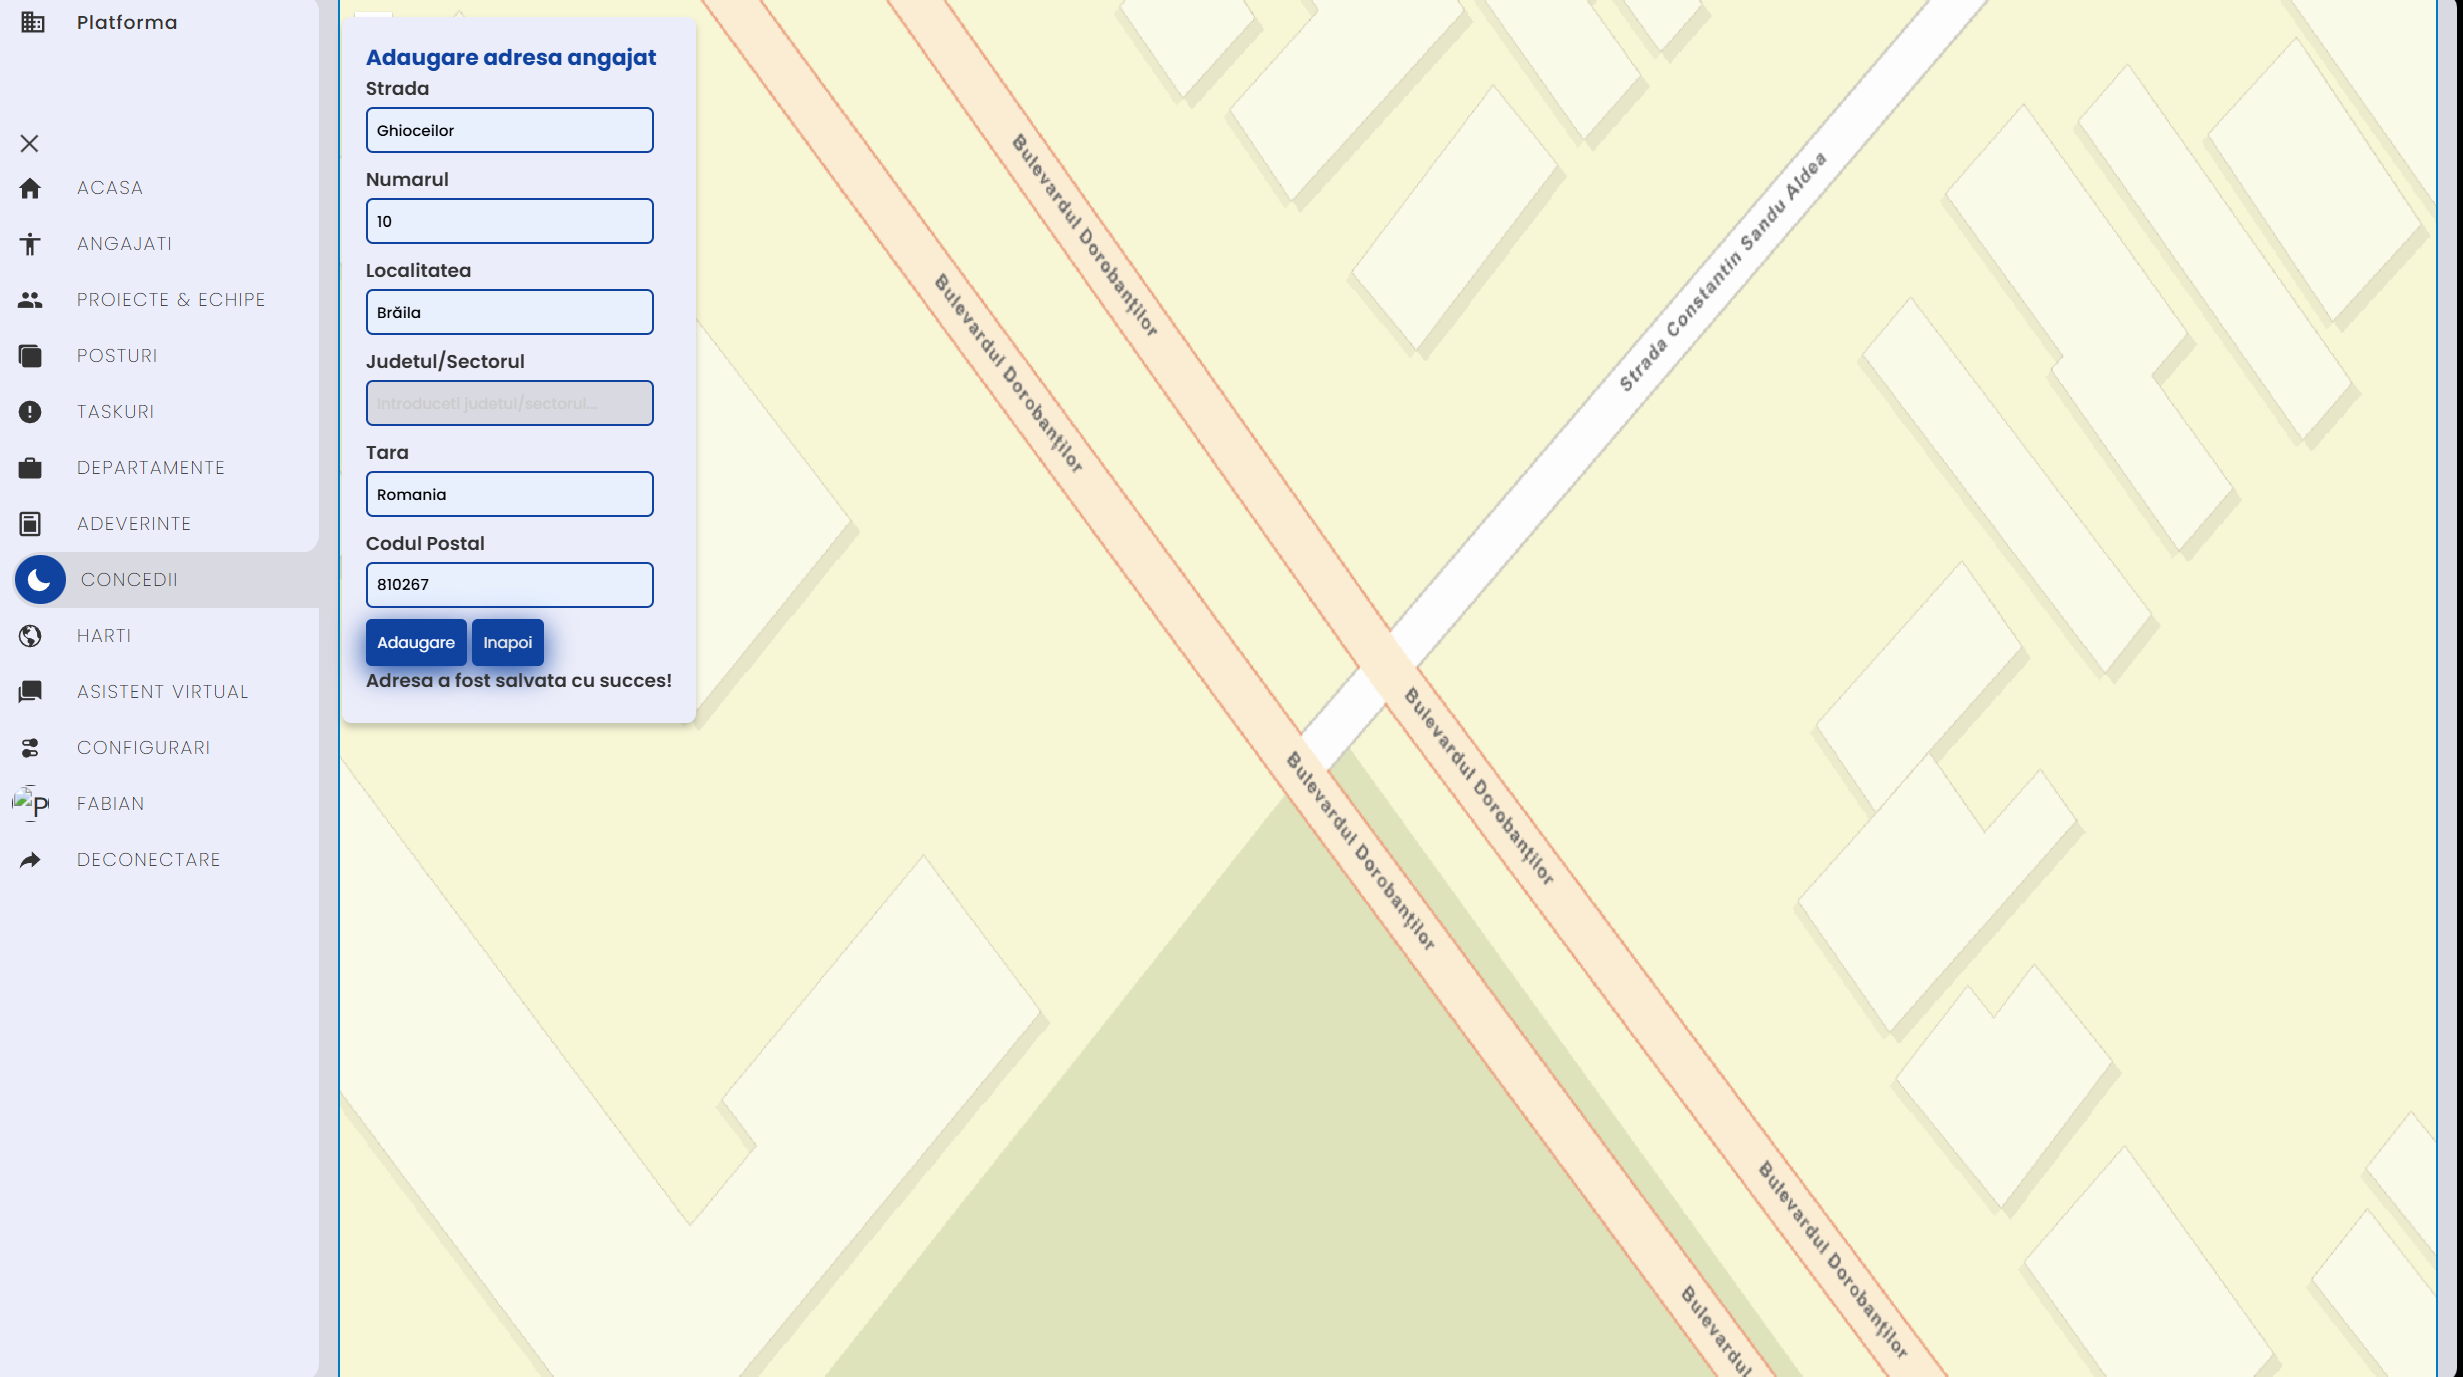 Platforma
ACASA
ANGAJATI
PROIECTE & ECHIPE
POSTURI
TASKURI
DEPARTAMENTE
ADEVERINTE
CONCEDII
HARTI
ASISTENT VIRTUAL
CONFIGURARI
P
FABIAN
DECONECTARE
Adaugare adresa angajat
Strada
Ghioceilor
Numarul
10
Localitatea
Brăila
Judetul/Sectorul
Introduceti judetul/sectorul...
Tara
Romania
Codul Postal
810267
Adaugare Inapoi
Adresa a fost salvata cu succes!
Bulevardul Dorobanților
Bulevardul Dorobanților
Strada Constantin Sandu Aldea
Bulevardul Dorobanților
Bulevardul Dorobanților
Bulevardul Dorobanților
Bulevardul